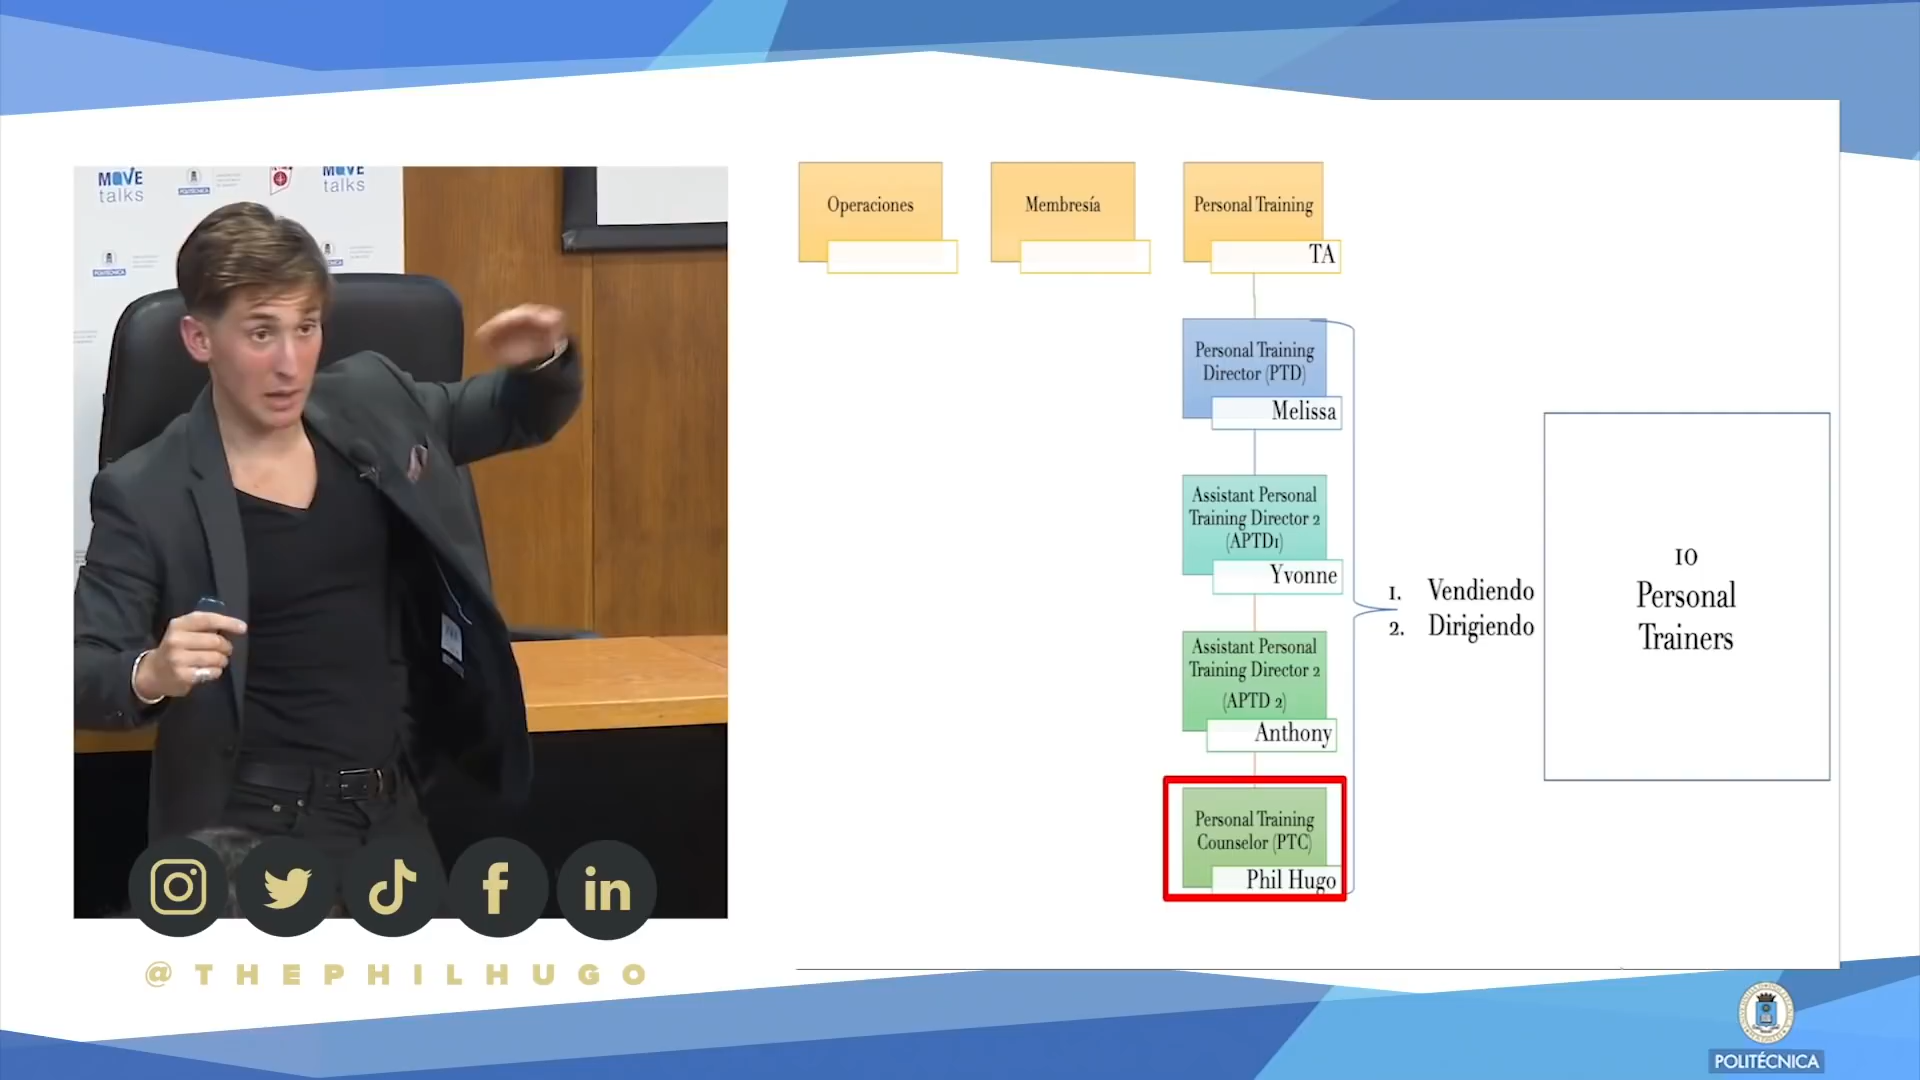 MOVE
talks
POLITÉCNICA
MOVE
talks
POLITÉCNICA
@THEPHILHUGO
Operaciones
Membresía
Personal Training
TA
Personal Training
Director (PTD)
Melissa
Assistant Personal
Training Director 2
(APTD1)
Yvonne
Assistant Personal
Training Director 2
(APTD 2)
Anthony
Personal Training
Counselor (PTC)
Phil Hugo
1. Vendiendo
2. Dirigiendo
10
Personal
Trainers
POLITÉCNICA